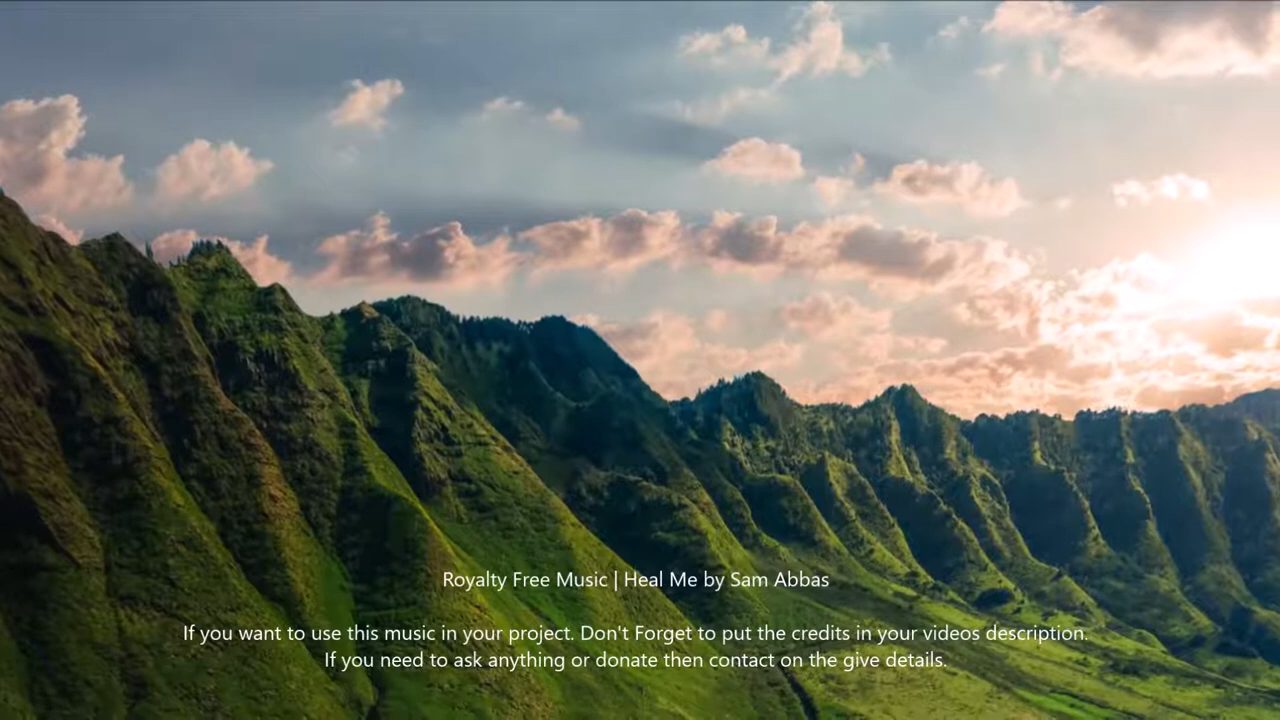 Royalty Free Music | Heal Me by Sam Abbas
If you want to use this music in your project. Don't Forget to put the credits in your videos description.
If you need to ask anything or donate then contact on the give details.